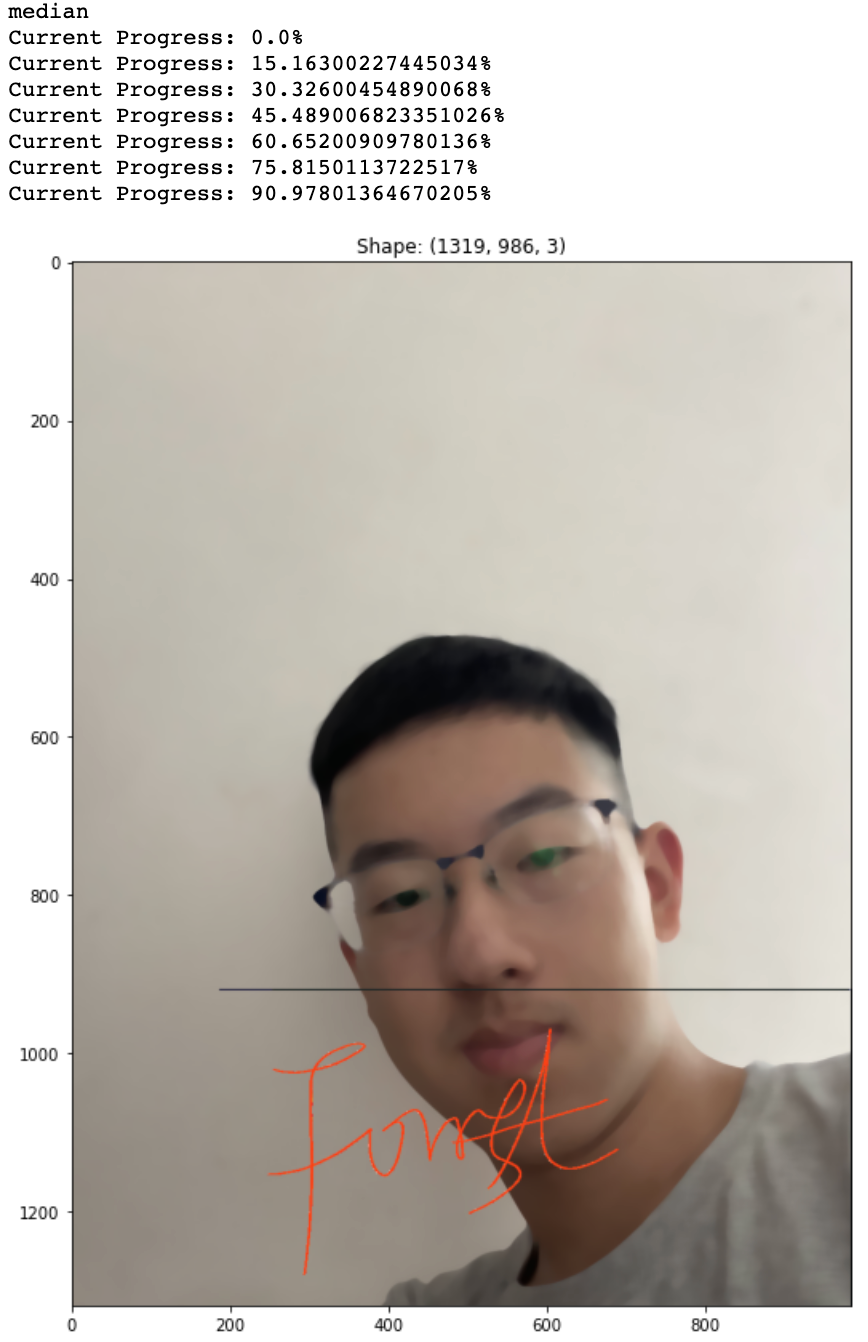 median
Current Progress: 0.0%
Current Progress: 15.16300227445034%
Current Progress: 30.32600454890068%
Current Progress: 45.489006823351026%
Current Progress: 60.65200909780136%
Current Progress: 75.8150113722517%
Current Progress: 90.97801364670205%
Shape: (1319, 986, 3)
0
200
400
600
800
1000
1200
Forrest
0 200 400 600 800